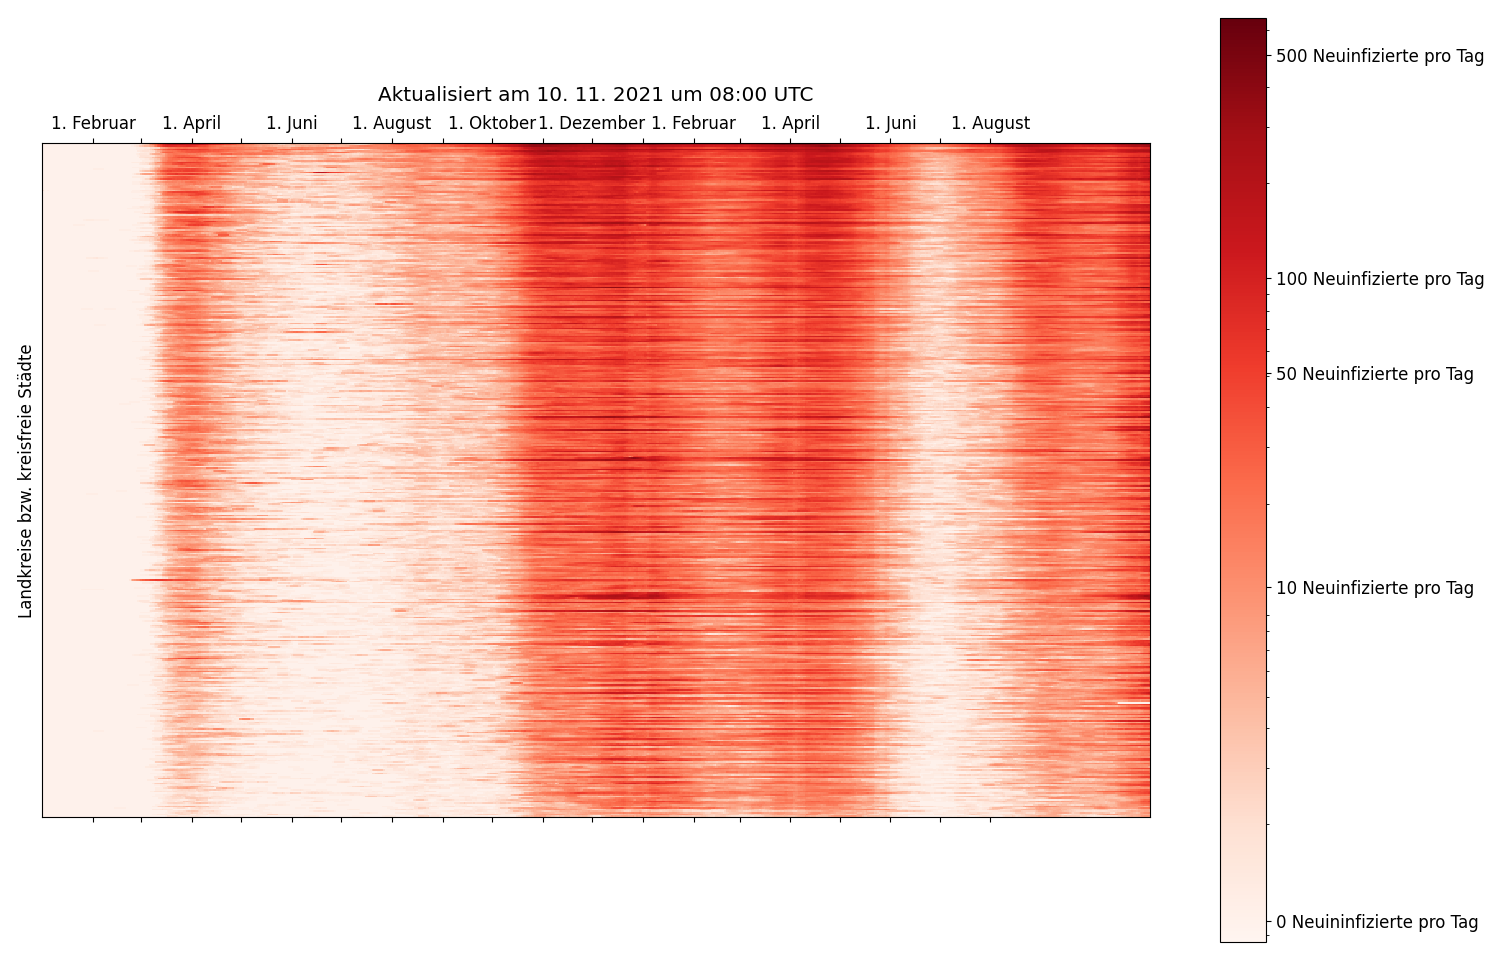 Aktualisiert am 10. 11. 2021 um 08:00 UTC
1. Februar 1. April 1. Juni 1. August 1. Oktober 1. Dezember 1. Februar 1. April 1. Juni 1. August
Landkreise bzw. kreisfreie Städte
500 Neuinfizierte pro Tag
100 Neuinfizierte pro Tag
50 Neuinfizierte pro Tag
10 Neuinfizierte pro Tag
0 Neuininfizierte pro Tag